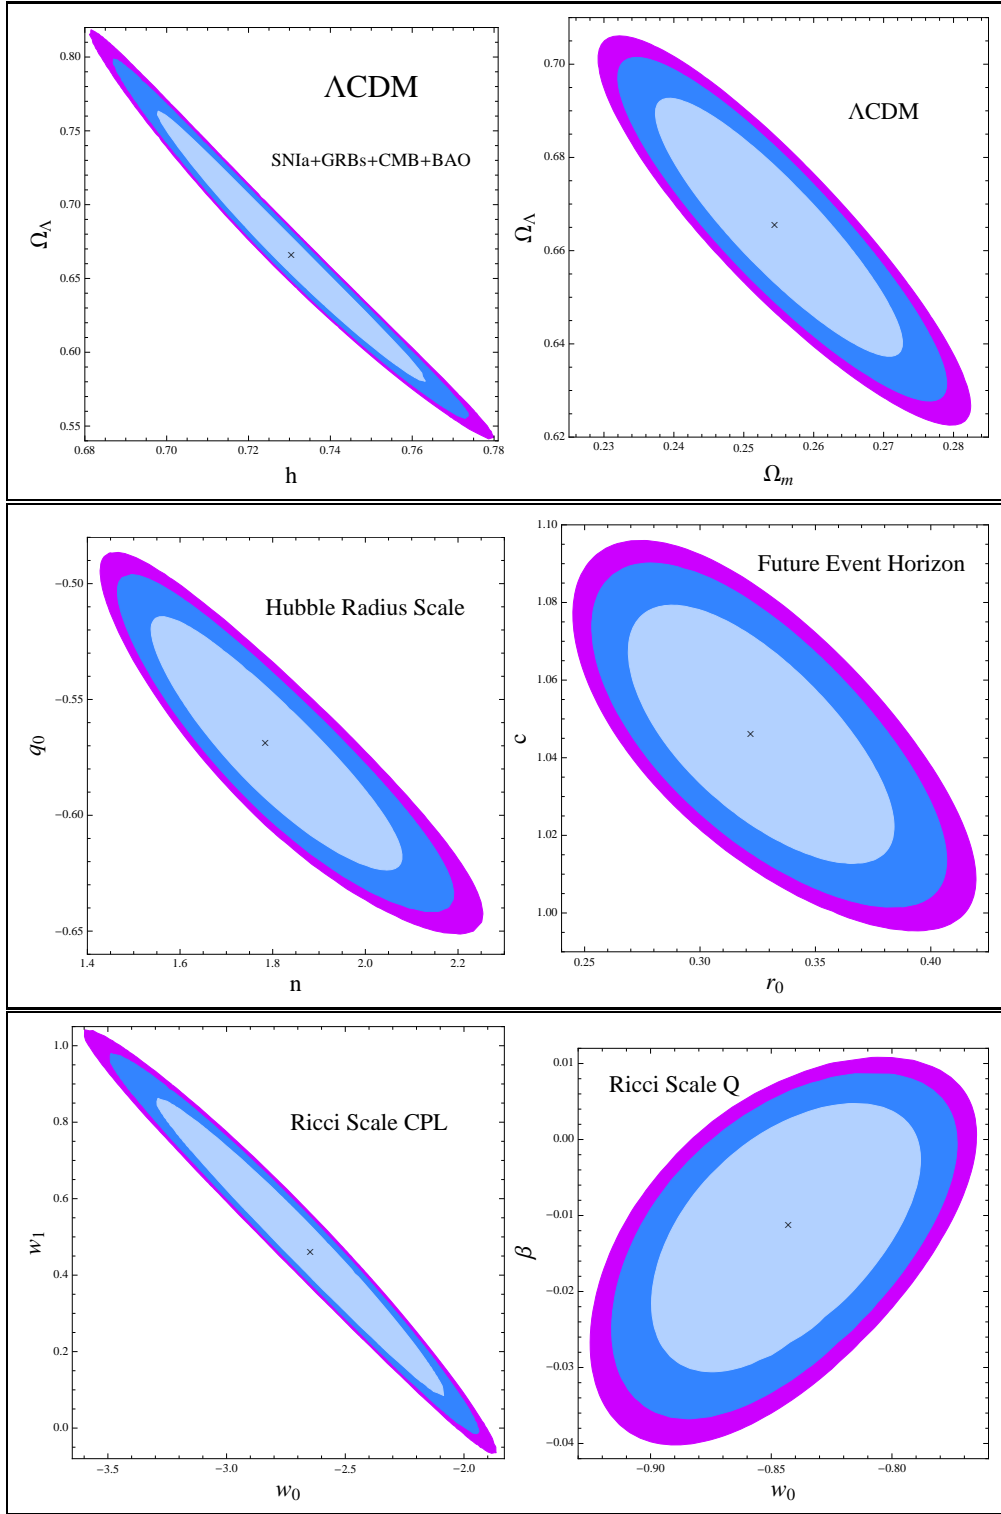 ΛCDM
SNIa+GRBs+CMB+BAO
Ω_Λ
0.80
0.75
0.70
0.65
0.60
0.55
0.68 0.70 0.72 0.74 0.76 0.78
h
ΛCDM
Ω_Λ
0.70
0.68
0.66
0.64
0.62
0.23 0.24 0.25 0.26 0.27 0.28
Ω_m
Hubble Radius Scale
q_0
−0.50
−0.55
−0.60
−0.65
1.4 1.6 1.8 2.0 2.2
n
Future Event Horizon
c
1.10
1.08
1.06
1.04
1.02
1.00
0.25 0.30 0.35 0.40
r_0
Ricci Scale CPL
w_1
1.0
0.8
0.6
0.4
0.2
0.0
−3.5 −3.0 −2.5 −2.0
w_0
Ricci Scale Q
β
0.01
0.00
−0.01
−0.02
−0.03
−0.04
−0.90 −0.85 −0.80
w_0